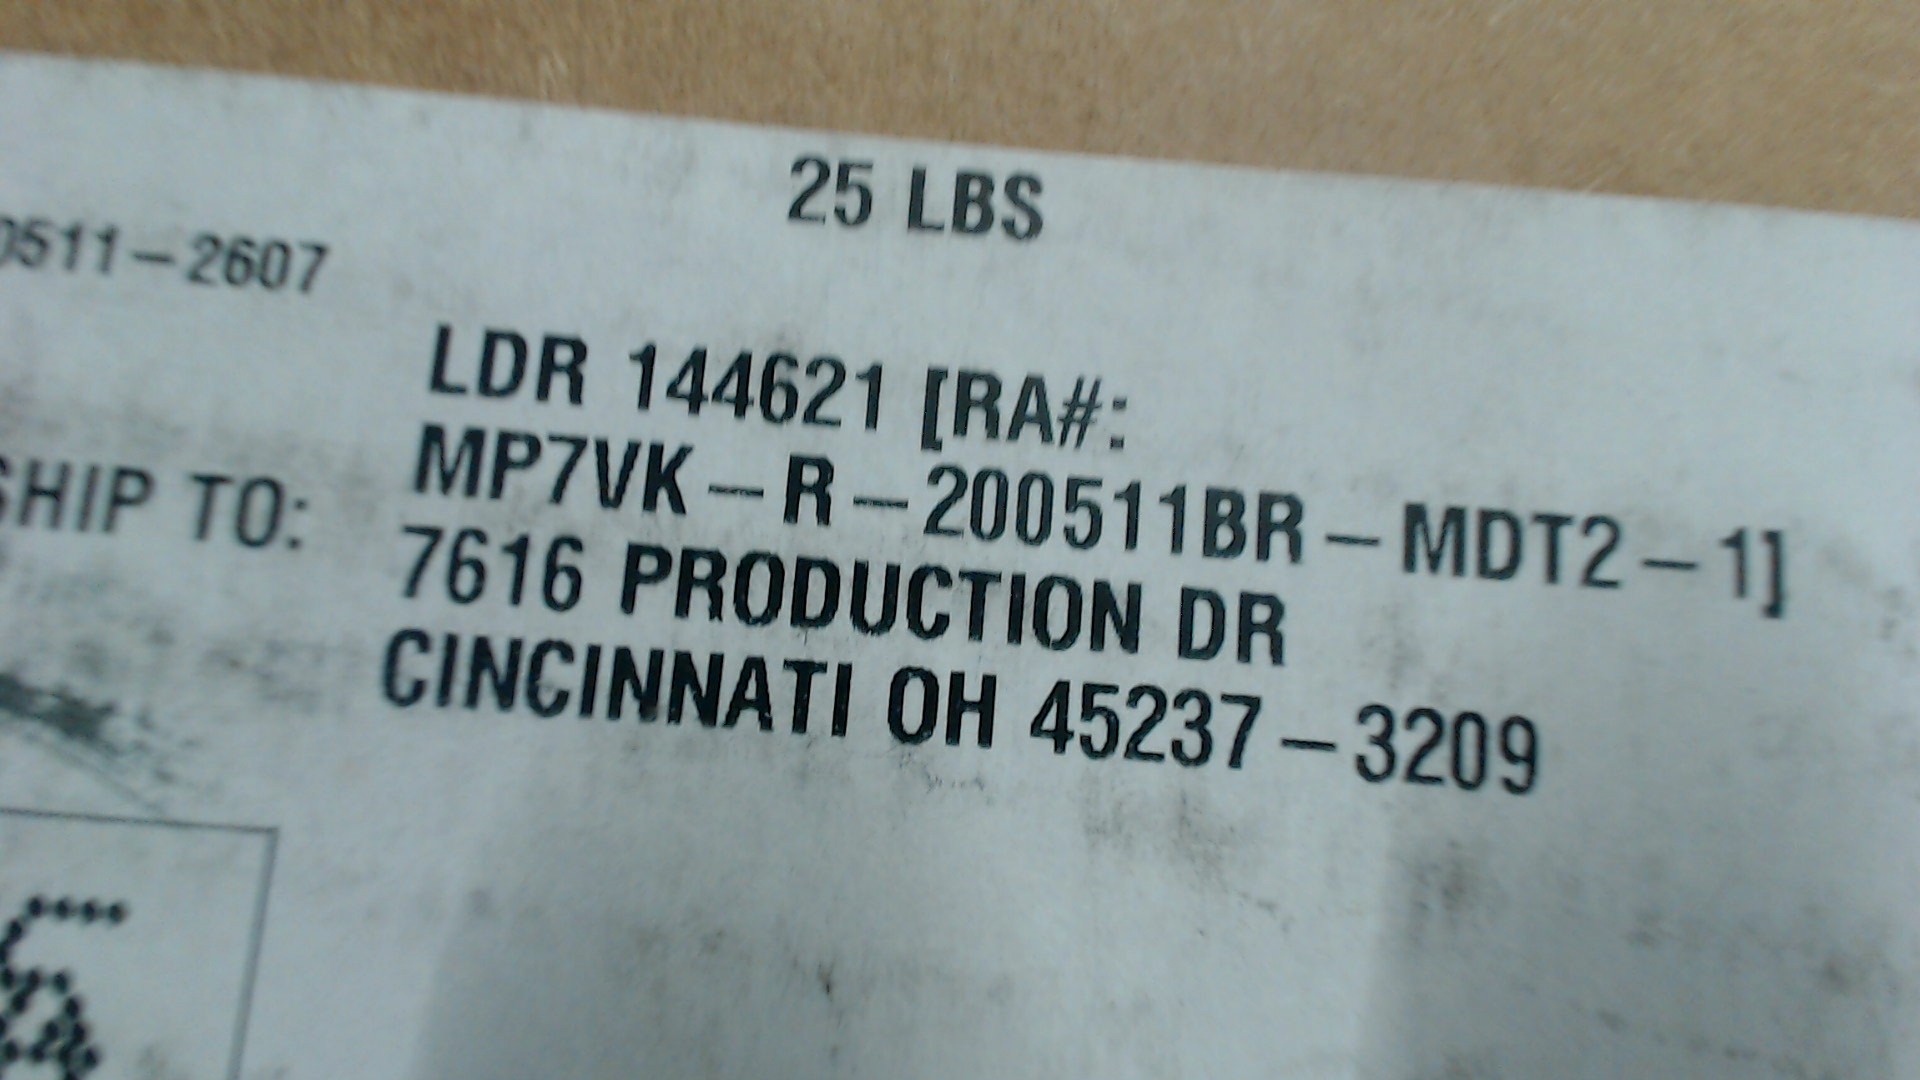 25 LBS
0511-2607
LDR 144621 [RA#:
MP7VK-R-200511BR-MDT2-1]
SHIP TO:
7616 PRODUCTION DR
CINCINNATI OH 45237-3209